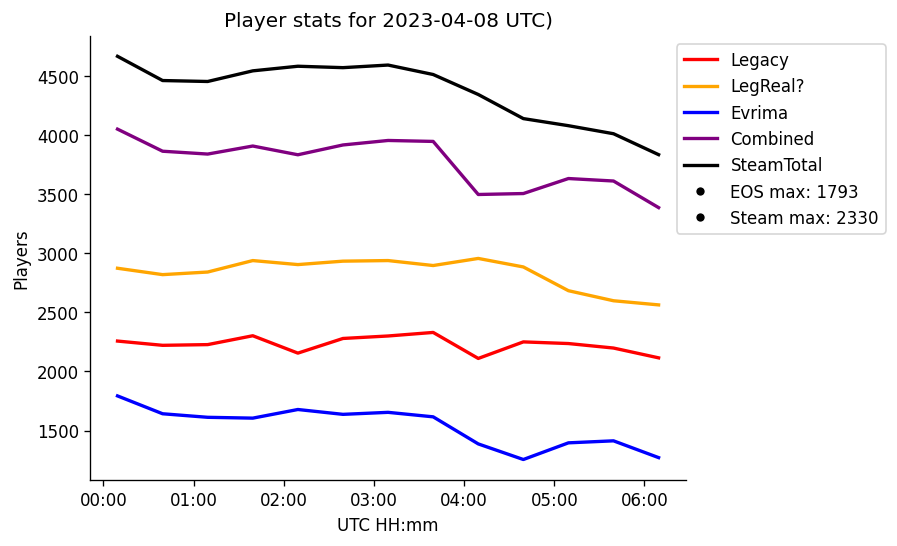 Player stats for 2023-04-08 UTC)
Legacy
LegReal?
Evrima
Combined
SteamTotal
EOS max: 1793
Steam max: 2330
Players
4500
4000
3500
3000
2500
2000
1500
00:00 01:00 02:00 03:00 04:00 05:00 06:00
UTC HH:mm